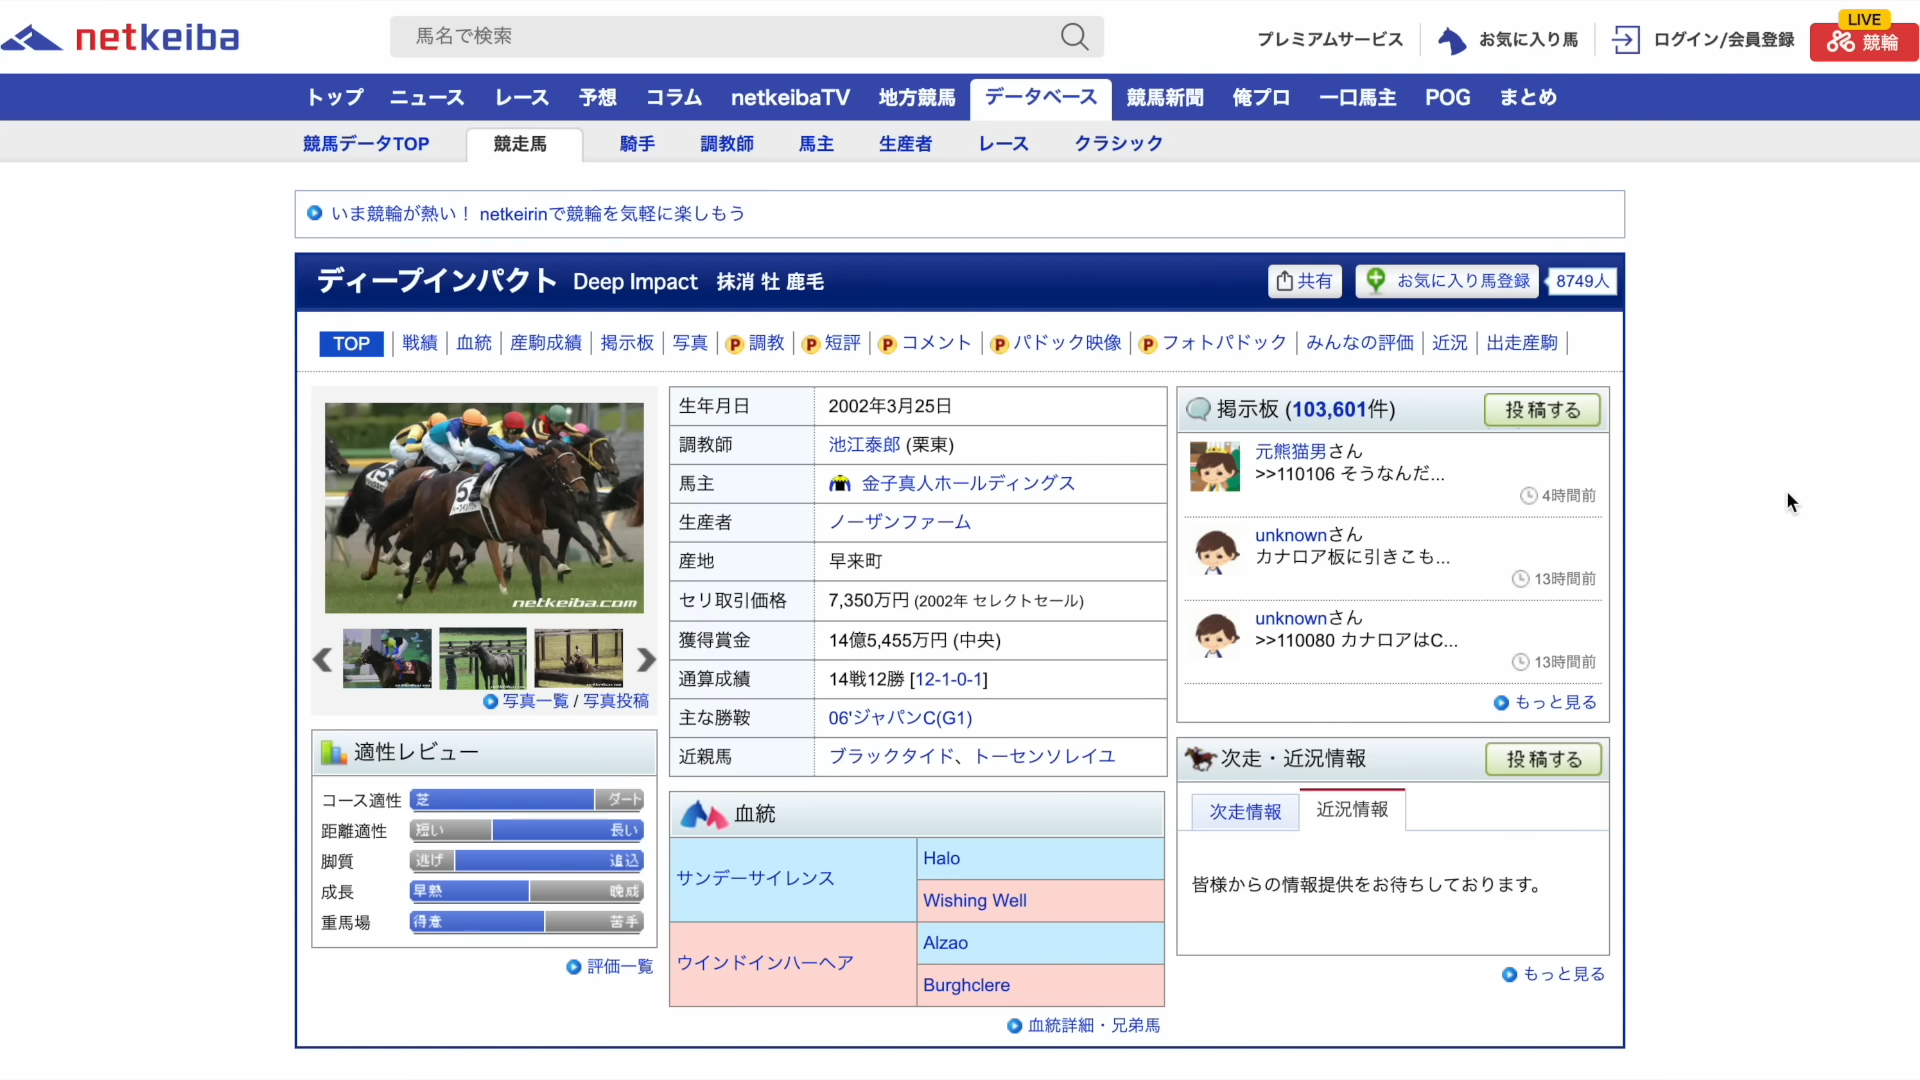 netkeiba
馬名で検索
プレミアムサービス
お気に入り馬
ログイン/会員登録
LIVE
競輪
トップ ニュース レース 予想 コラム netkeibaTV 地方競馬 データベース 競馬新聞 俺プロ 一口馬主 POG まとめ
競馬データTOP 競走馬 騎手 調教師 馬主 生産者 レース クラシック
いま競輪が熱い！ netkeirinで競輪を気軽に楽しもう
ディープインパクト Deep Impact 抹消 牡 鹿毛
共有
お気に入り馬登録
8749人
TOP 戦績 血統 産駒成績 掲示板 写真 P 調教 P 短評 P コメント P パドック映像 P フォトパドック みんなの評価 近況 出走産駒
netkeiba.com
写真一覧 / 写真投稿
適性レビュー
コース適性 芝 ダート
距離適性 短い 長い
脚質 逃げ 追込
成長 早熟 晩成
重馬場 得意 苦手
評価一覧
生年月日 2002年3月25日
調教師 池江泰郎 (栗東)
馬主 金子真人ホールディングス
生産者 ノーザンファーム
産地 早来町
セリ取引価格 7,350万円 (2002年 セレクトセール)
獲得賞金 14億5,455万円 (中央)
通算成績 14戦12勝 [12-1-0-1]
主な勝鞍 06'ジャパンC(G1)
近親馬 ブラックタイド、トーセンソレイユ
血統
サンデーサイレンス
Halo
Wishing Well
ウインドインハーヘア
Alzao
Burghclere
血統詳細・兄弟馬
掲示板 (103,601件)
投稿する
元熊猫男さん
>>110106 そうなんだ...
4時間前
unknownさん
カナロア板に引きこも...
13時間前
unknownさん
>>110080 カナロアはC...
13時間前
もっと見る
次走・近況情報
投稿する
次走情報 近況情報
皆様からの情報提供をお待ちしております。
もっと見る